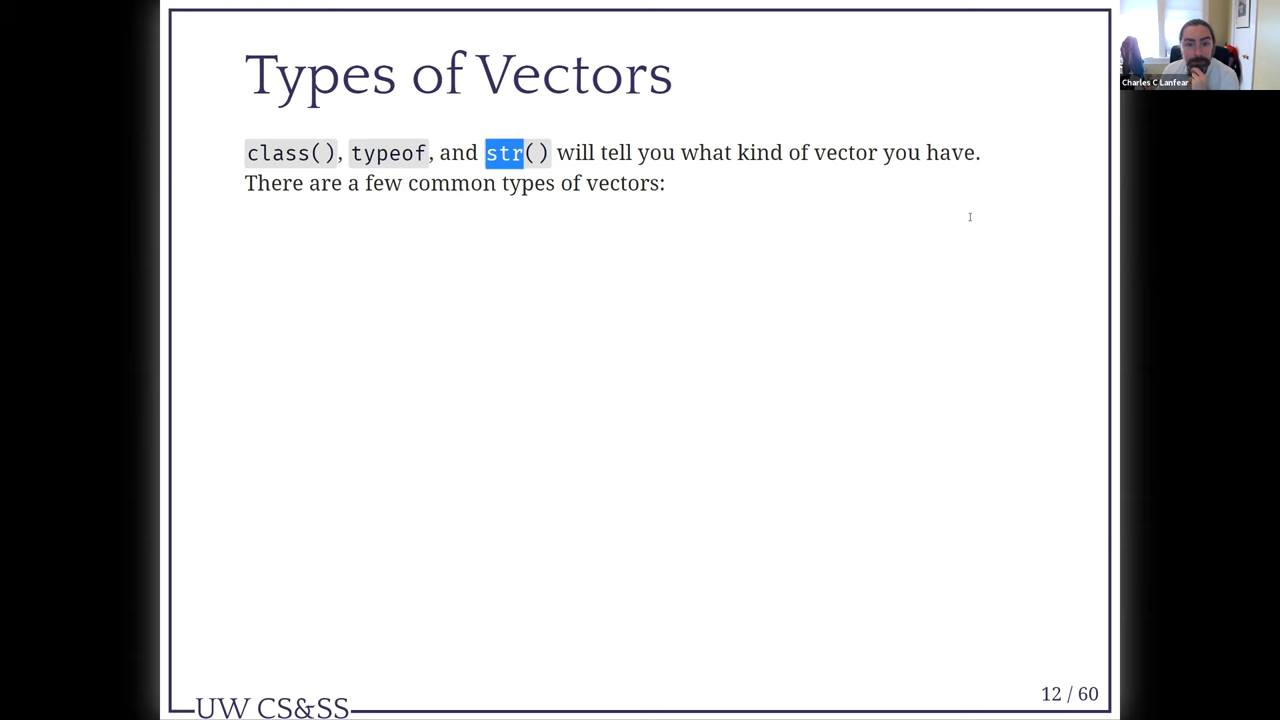 Types of Vectors
class(), typeof, and str() will tell you what kind of vector you have.
There are a few common types of vectors:
Charles C Lanfear
12 / 60
UW CS&SS